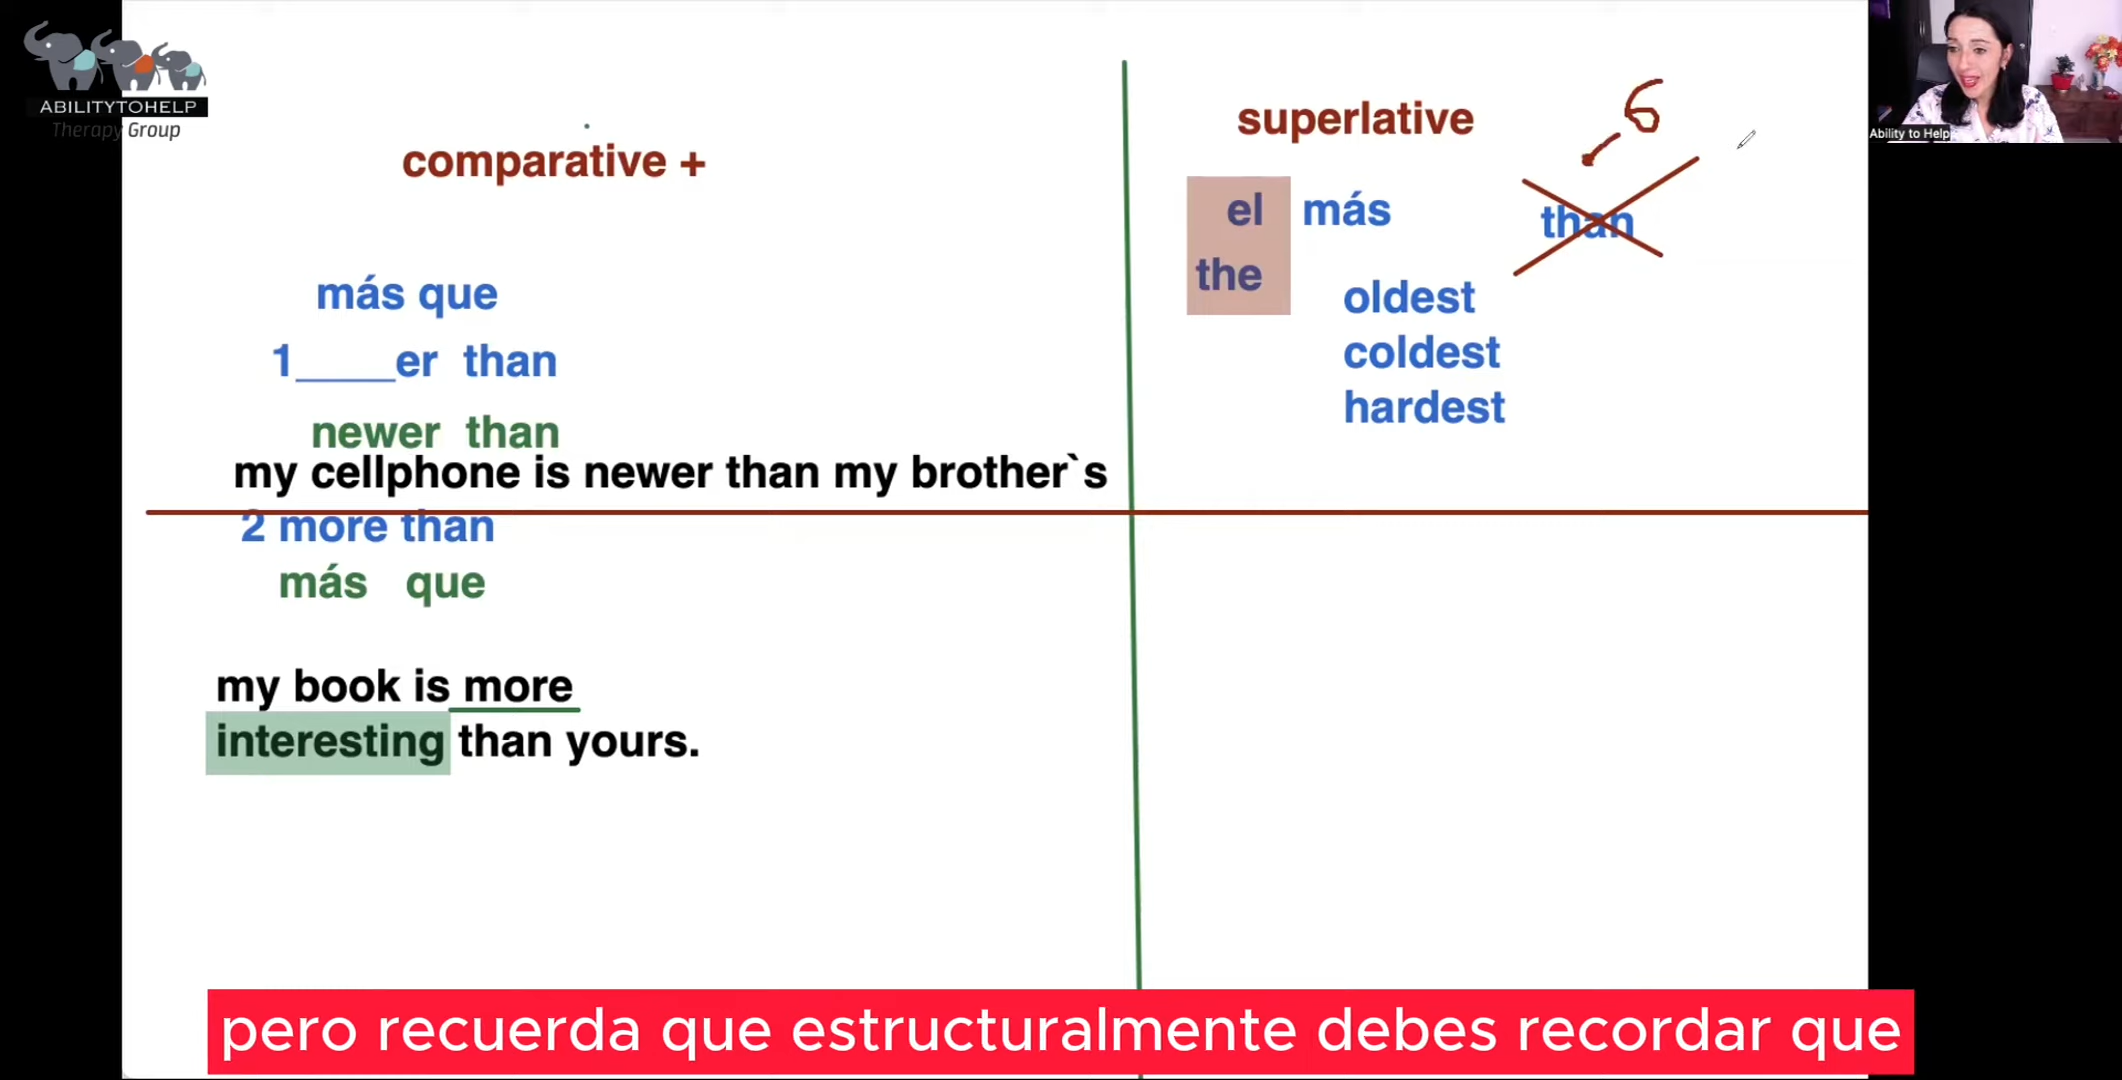 ABILITYTOHELP
Therapy Group
comparative +
más que
1____er than
newer than
my cellphone is newer than my brother`s
2 more than
más que
my book is more
interesting than yours.
superlative
6
el más
than
the
oldest
coldest
hardest
Ability to Help
pero recuerda que estructuralmente debes recordar que